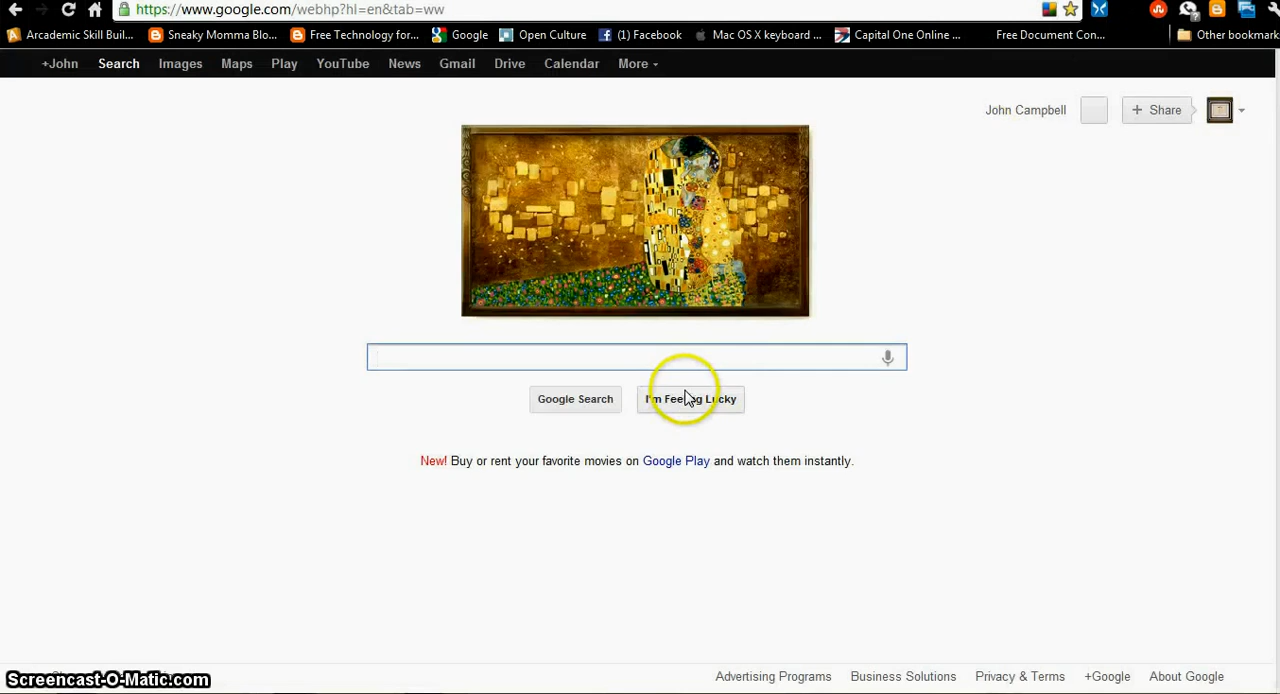 https://www.google.com/webhp?hl=en&tab=ww
Arcademic Skill Buil... Sneaky Momma Blo... Free Technology for... Google Open Culture (1) Facebook Mac OS X keyboard ... Capital One Online ... Free Document Con... Other bookmark
+John Search Images Maps Play YouTube News Gmail Drive Calendar More
John Campbell + Share
Google Search I'm Feeling Lucky
New! Buy or rent your favorite movies on Google Play and watch them instantly.
Screencast-O-Matic.com Advertising Programs Business Solutions Privacy & Terms +Google About Google